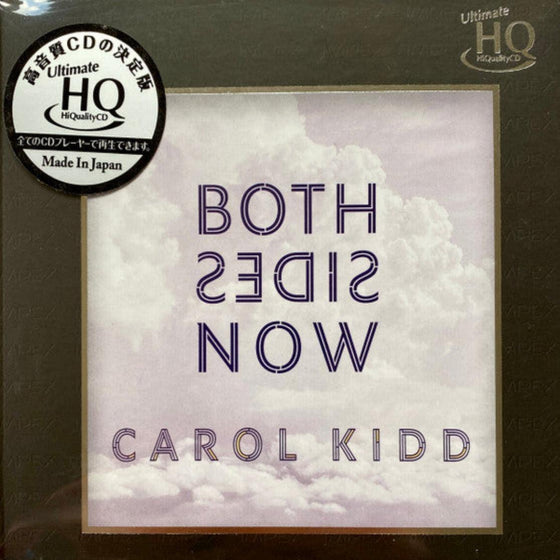 高音質CDの決定版
Ultimate
HQ
HiQualityCD
全てのCDプレーヤーで再生できます。
Made In Japan
Ultimate
HQ
HiQualityCD
BOTH
SIDES
NOW
CAROL KIDD